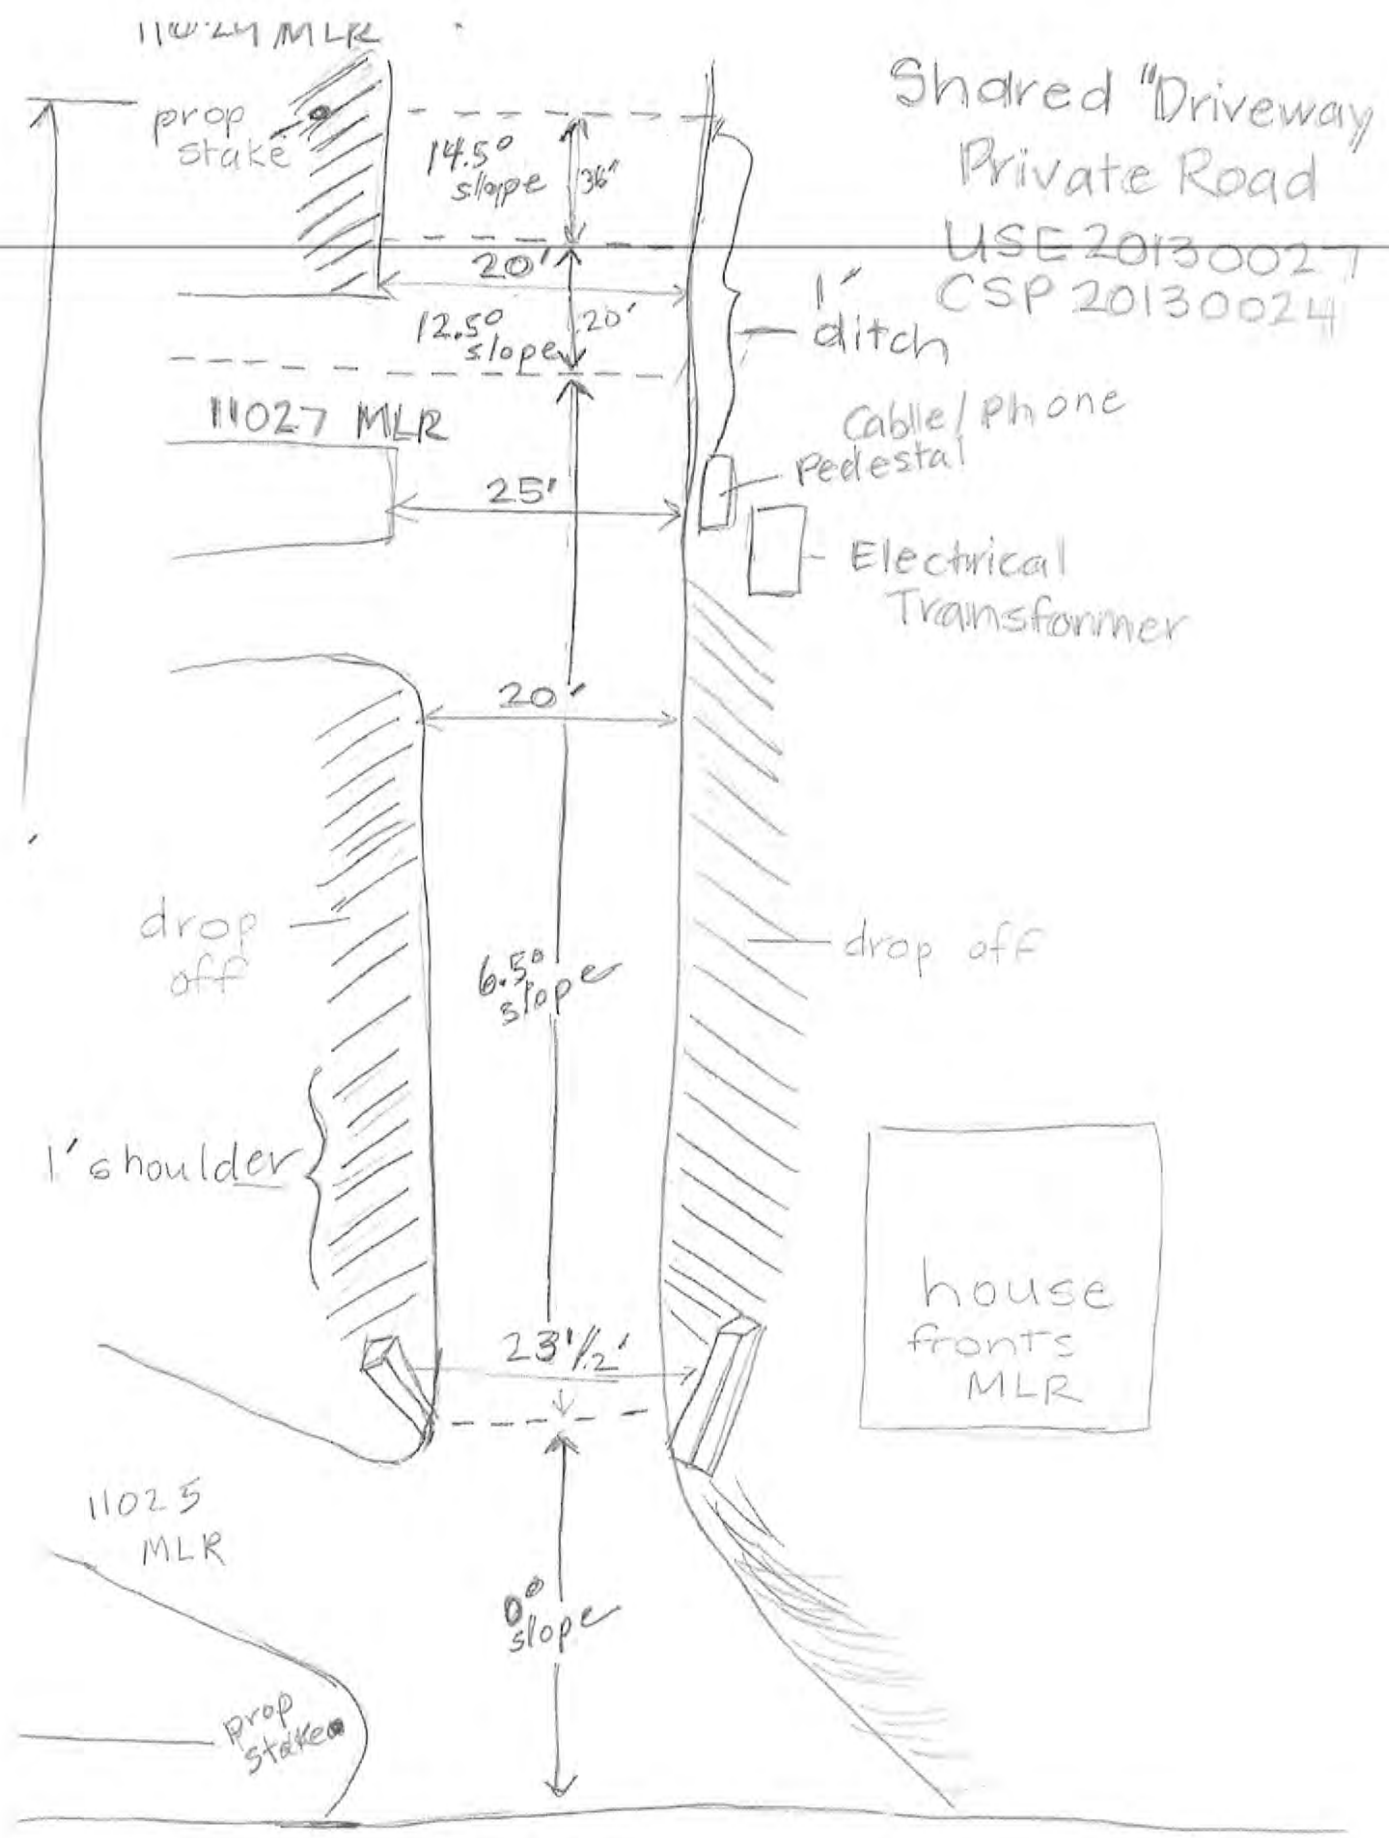 MLR
Shared "Driveway
Private Road
USE 20130027
CSP 20130024
prop
stake
14.5°
slope
36'
20'
12.5°
slope
20'
1'
ditch
11027 MLR
Cable/Phone
Pedestal
25'
Electrical
Transformer
20'
drop
off
6.5°
slope
drop off
1' shoulder
house
fronts
MLR
23'1/2'
11025
MLR
0°
slope
prop
stake